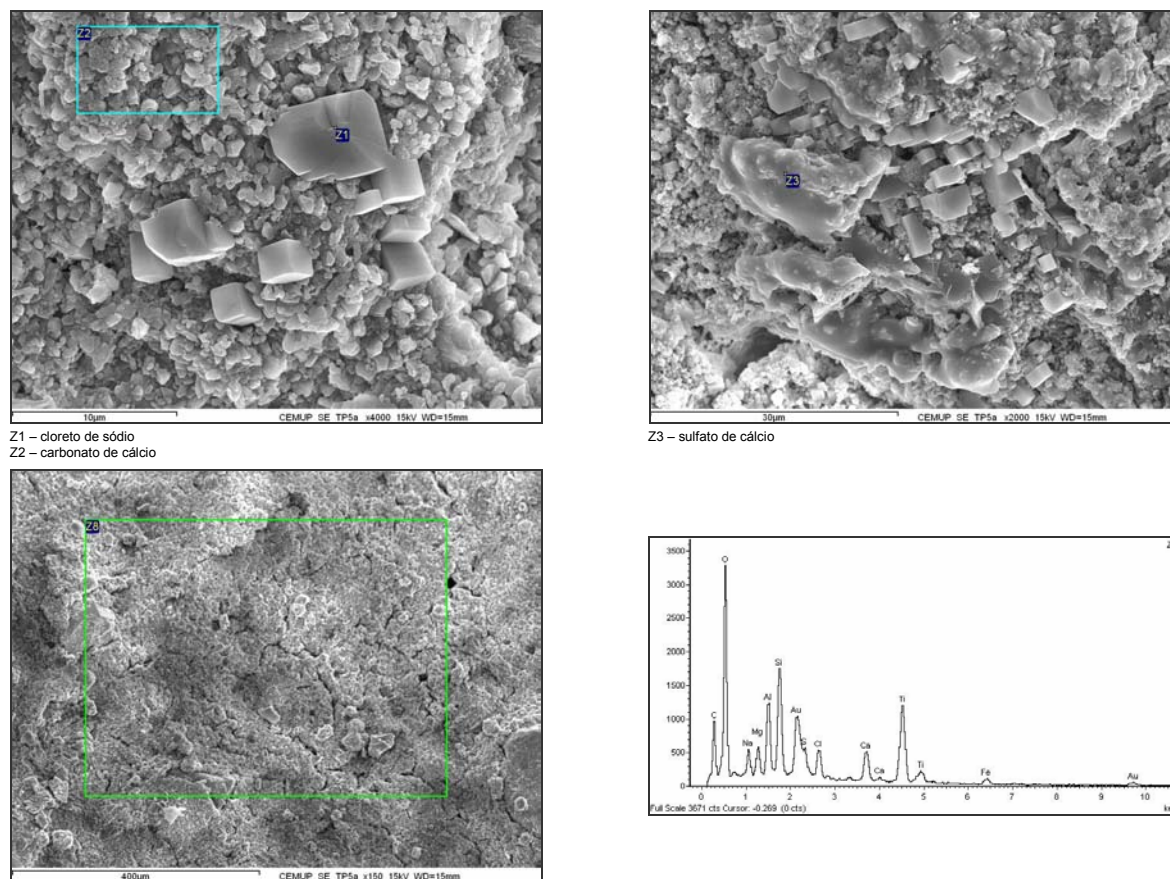 Z2
Z1
10µm CEMUP SE TP5a x4000 15kV WD=15mm
Z1 – cloreto de sódio
Z2 – carbonato de cálcio
Z3
30µm CEMUP SE TP5a x2000 15kV WD=15mm
Z3 – sulfato de cálcio
Z8
400µm CEMUP SE TP5a x150 15kV WD=15mm
3500
3000
2500
2000
1500
1000
500
0
C
O
Na
Mg
Al
Si
Au
S
Cl
Ca
Ca
Ti
Ti
Fe
Au
0 1 2 3 4 5 6 7 8 9 10
Full Scale 3671 cts Cursor: -0.269 (0 cts)